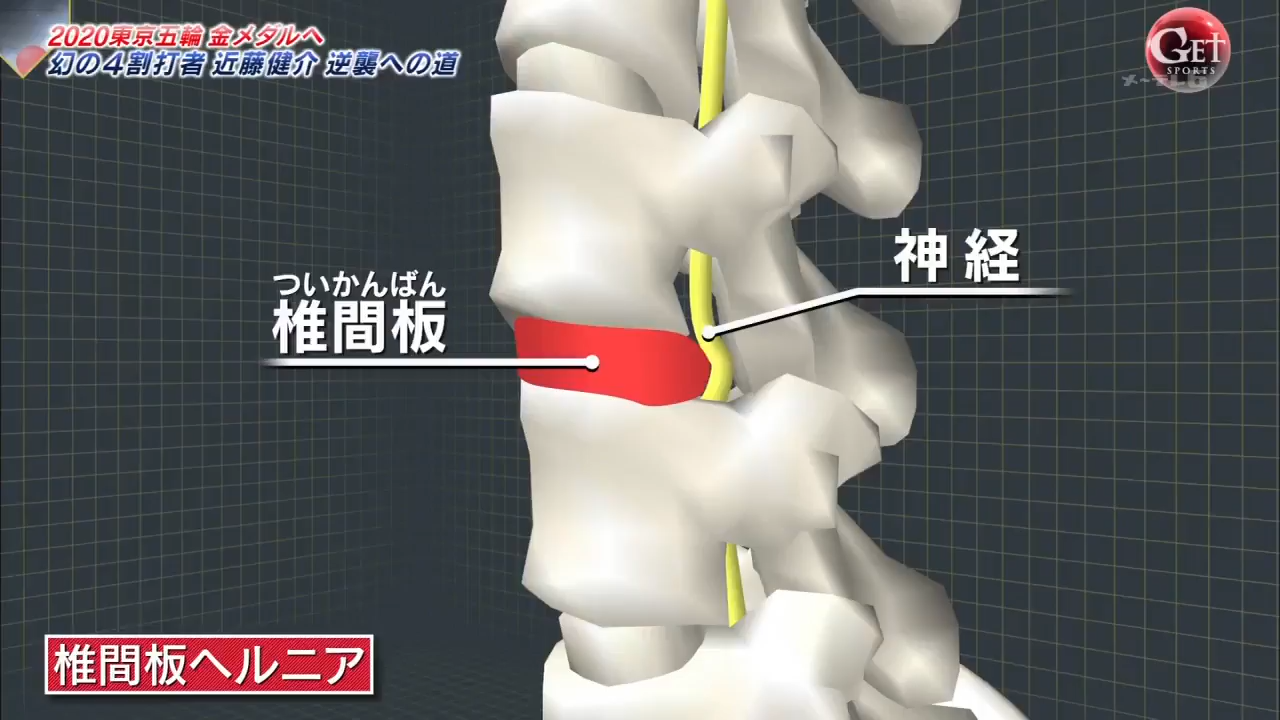 2020東京五輪 金メダルへ
幻の4割打者 近藤健介 逆襲への道
GET
SPORTS
神経
ついかんばん
椎間板
椎間板ヘルニア